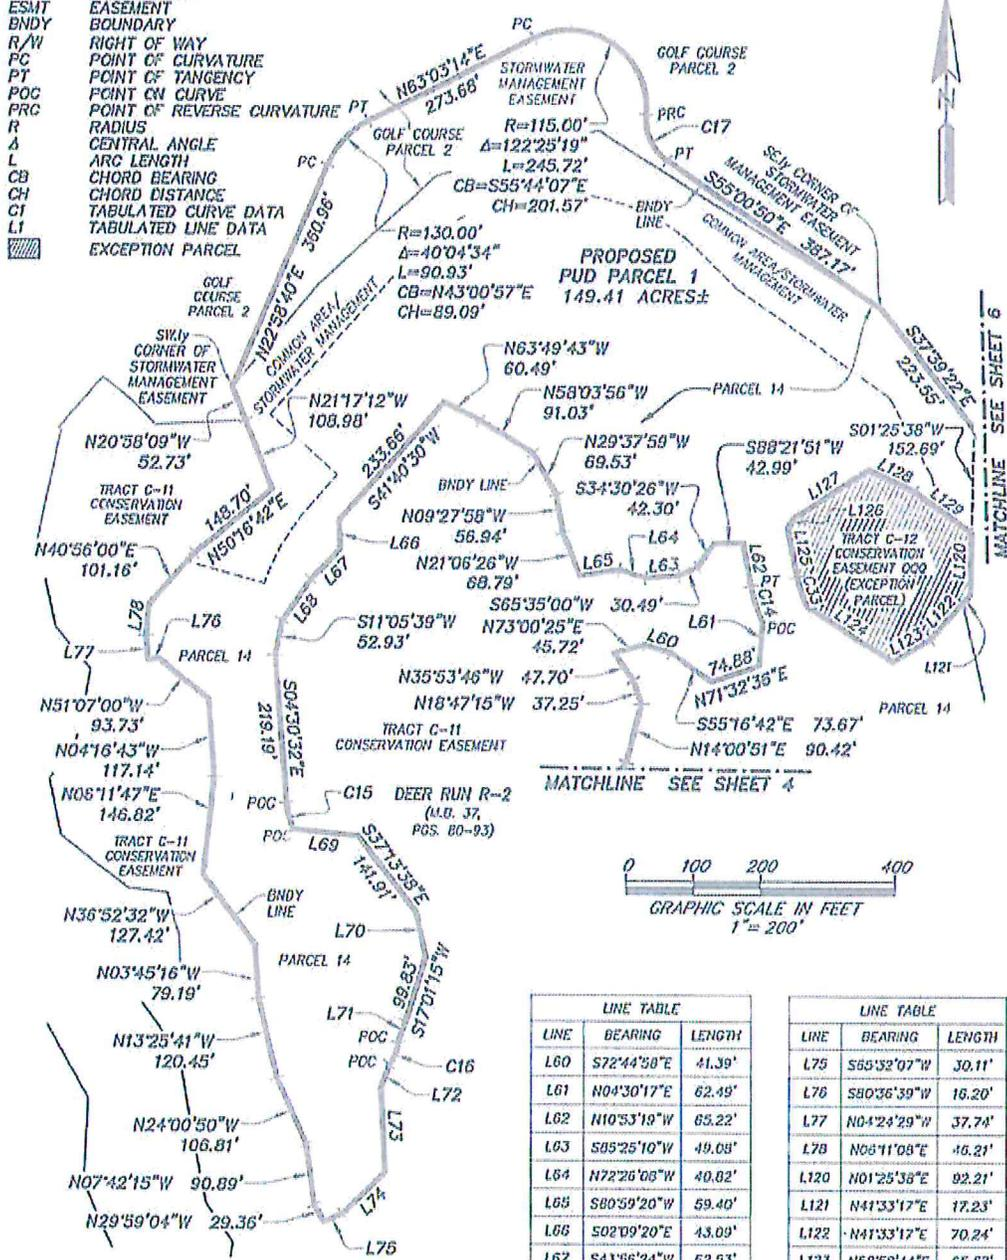 ESMT EASEMENT
BNDY BOUNDARY
R/W RIGHT OF WAY
PC POINT OF CURVATURE
PT POINT OF TANGENCY
POC POINT ON CURVE
PRC POINT OF REVERSE CURVATURE
R RADIUS
Δ CENTRAL ANGLE
L ARC LENGTH
CB CHORD BEARING
CH CHORD DISTANCE
C1 TABULATED CURVE DATA
L1 TABULATED LINE DATA
EXCEPTION PARCEL
PC
N63°03'14"E
273.68'
PT
STORMWATER
MANAGEMENT
EASEMENT
GOLF COURSE
PARCEL 2
PRC
C17
PT
GOLF COURSE
PARCEL 2
PC
R=115.00'
Δ=122°25'19"
L=245.72'
CB=S55°44'07"E
CH=201.57'
S55°00'50"E
387.17'
SE.ly CORNER OF
STORMWATER
MANAGEMENT EASEMENT
BNDY
LINE
COMMON AREA/STORMWATER
MANAGEMENT
N22°58'40"E 360.96'
R=130.00'
Δ=40°04'34"
L=90.93'
CB=N43°00'57"E
CH=89.09'
PROPOSED
PUD PARCEL 1
149.41 ACRES±
GOLF
COURSE
PARCEL 2
COMMON AREA/
STORMWATER MANAGEMENT
SW.ly
CORNER OF
STORMWATER
MANAGEMENT
EASEMENT
S37°39'22"E
223.55'
MATCHLINE SEE SHEET 6
N63°49'43"W
60.49'
N58°03'56"W
91.03'
PARCEL 14
N21°17'12"W
108.98'
N20°58'09"W
52.73'
N29°37'59"W
69.53'
S88°21'51"W
42.99'
S01°25'38"W
152.69'
233.66'
S41°40'30"W
BNDY LINE
S34°30'26"W
42.30'
L127
L128
L129
TRACT C-11
CONSERVATION
EASEMENT
148.70'
N50°16'42"E
N09°27'58"W
56.94'
L126
TRACT C-12
CONSERVATION
EASEMENT OOO
(EXCEPTION
PARCEL)
L120
L125
C33
L124
L123
L122
L121
N40°56'00"E
101.16'
L66
L67
L68
N21°06'26"W
68.79'
L65
L64
L63
L62
PT
C14
POC
L61
S65°35'00"W 30.49'
L78
L76
L77
S11°05'39"W
52.93'
N73°00'25"E
45.72'
L60
74.88'
N71°32'36"E
PARCEL 14
N35°53'46"W 47.70'
N18°47'15"W 37.25'
S55°16'42"E 73.67'
N14°00'51"E 90.42'
PARCEL 14
N51°07'00"W
93.73'
S04°30'32"E
219.19'
TRACT C-11
CONSERVATION EASEMENT
N04°16'43"W
117.14'
MATCHLINE SEE SHEET 4
N08°11'47"E
146.82'
POC
C15
DEER RUN R-2
(M.B. 37,
PGS. 80-93)
POC
L69
S37°13'38"E
141.91'
TRACT C-11
CONSERVATION
EASEMENT
0 100 200 400
GRAPHIC SCALE IN FEET
1"= 200'
BNDY
LINE
N36°52'32"W
127.42'
L70
PARCEL 14
N03°45'16"W
79.19'
99.83'
S17°01'15"W
L71
POC
POC
C16
L72
N13°25'41"W
120.45'
L73
N24°00'50"W
106.81'
N07°42'15"W 90.89'
L74
N29°59'04"W 29.36'
L75
LINE TABLE
LINE BEARING LENGTH
L60 S72°44'58"E 41.39'
L61 N04°30'17"E 62.49'
L62 N10°53'19"W 65.22'
L63 S85°25'10"W 49.08'
L64 N72°26'08"W 40.82'
L65 S80°59'20"W 59.40'
L66 S02°09'20"E 43.09'
L67
LINE TABLE
LINE BEARING LENGTH
L75 S65°32'07"W 30.11'
L76 S80°36'39"W 16.20'
L77 N04°24'29"W 37.74'
L78 N06°11'08"E 46.21'
L120 N01°25'38"E 92.21'
L121 N41°33'17"E 17.23'
L122 N41°33'17"E 70.24'